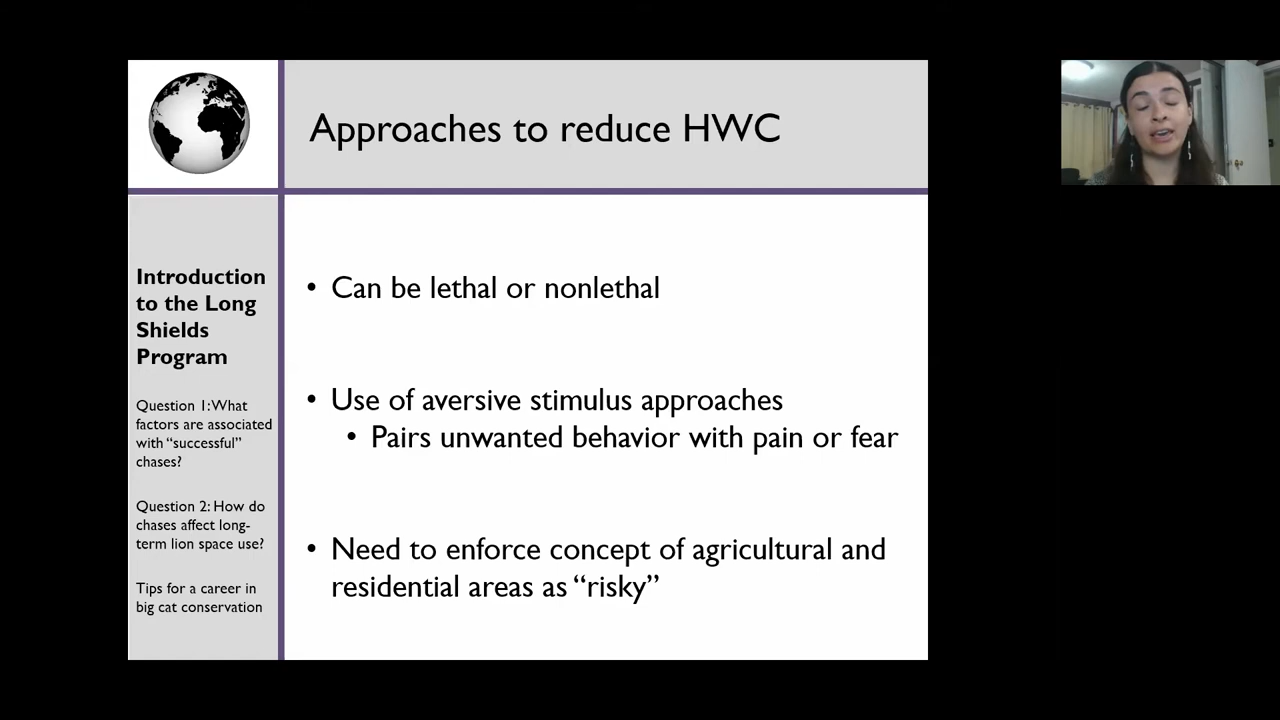 Approaches to reduce HWC
Introduction
to the Long
Shields
Program
Question 1: What
factors are associated
with “successful”
chases?
Question 2: How do
chases affect long-
term lion space use?
Tips for a career in
big cat conservation
• Can be lethal or nonlethal
• Use of aversive stimulus approaches
• Pairs unwanted behavior with pain or fear
• Need to enforce concept of agricultural and
residential areas as “risky”